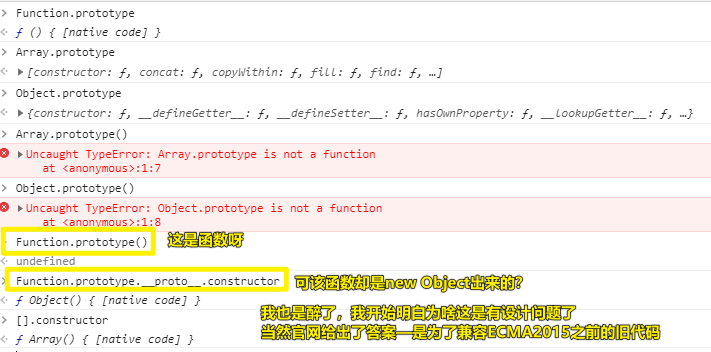 > Function.prototype
< ƒ () { [native code] }
> Array.prototype
< ▶[constructor: ƒ, concat: ƒ, copyWithin: ƒ, fill: ƒ, find: ƒ, …]
> Object.prototype
< ▶{constructor: ƒ, __defineGetter__: ƒ, __defineSetter__: ƒ, hasOwnProperty: ƒ, __lookupGetter__: ƒ, …}
> Array.prototype()
▶Uncaught TypeError: Array.prototype is not a function
at <anonymous>:1:7
> Object.prototype()
▶Uncaught TypeError: Object.prototype is not a function
at <anonymous>:1:8
> Function.prototype() 这是函数呀
< undefined
> Function.prototype.__proto__.constructor 可该函数却是new Object出来的?
< ƒ Object() { [native code] }
我也是醉了，我开始明白为啥这是有设计问题了
> [].constructor
当然官网给出了答案—是为了兼容ECMA2015之前的旧代码
< ƒ Array() { [native code] }